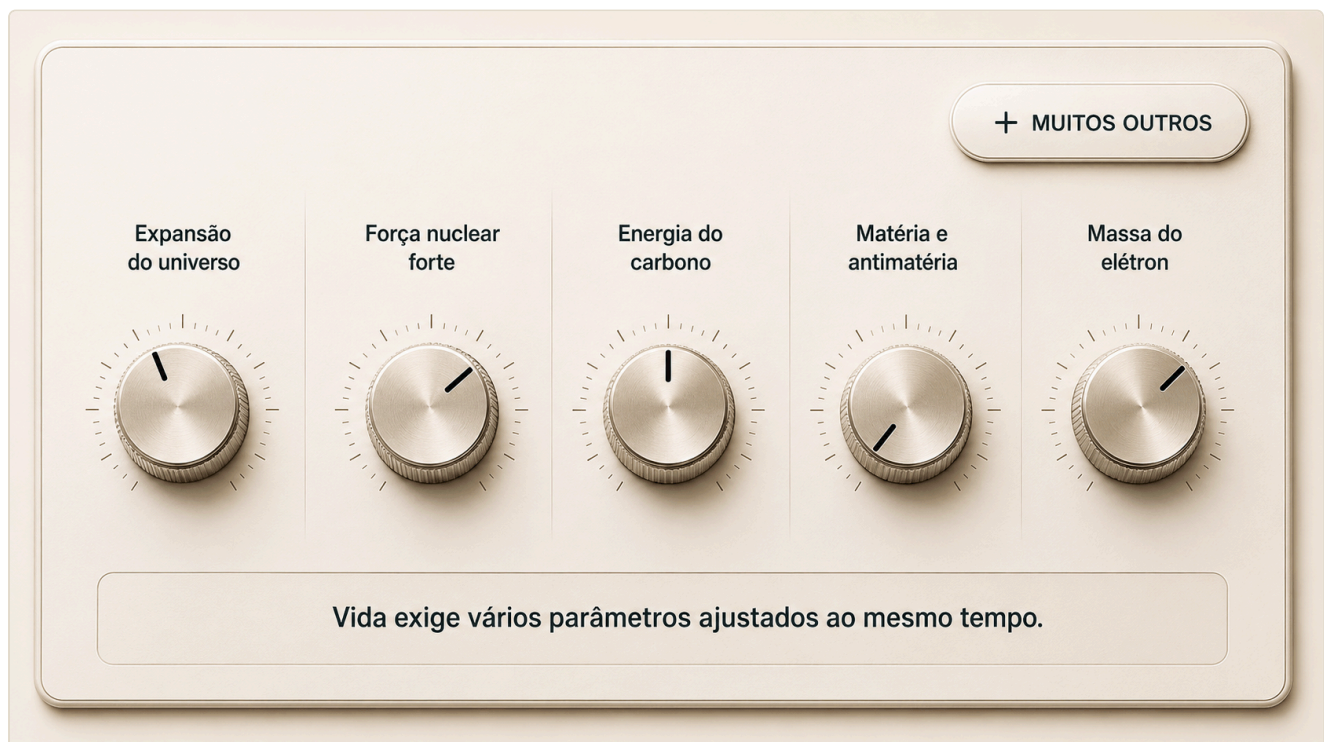 + MUITOS OUTROS
Expansão
do universo
Força nuclear
forte
Energia do
carbono
Matéria e
antimatéria
Massa do
elétron
Vida exige vários parâmetros ajustados ao mesmo tempo.